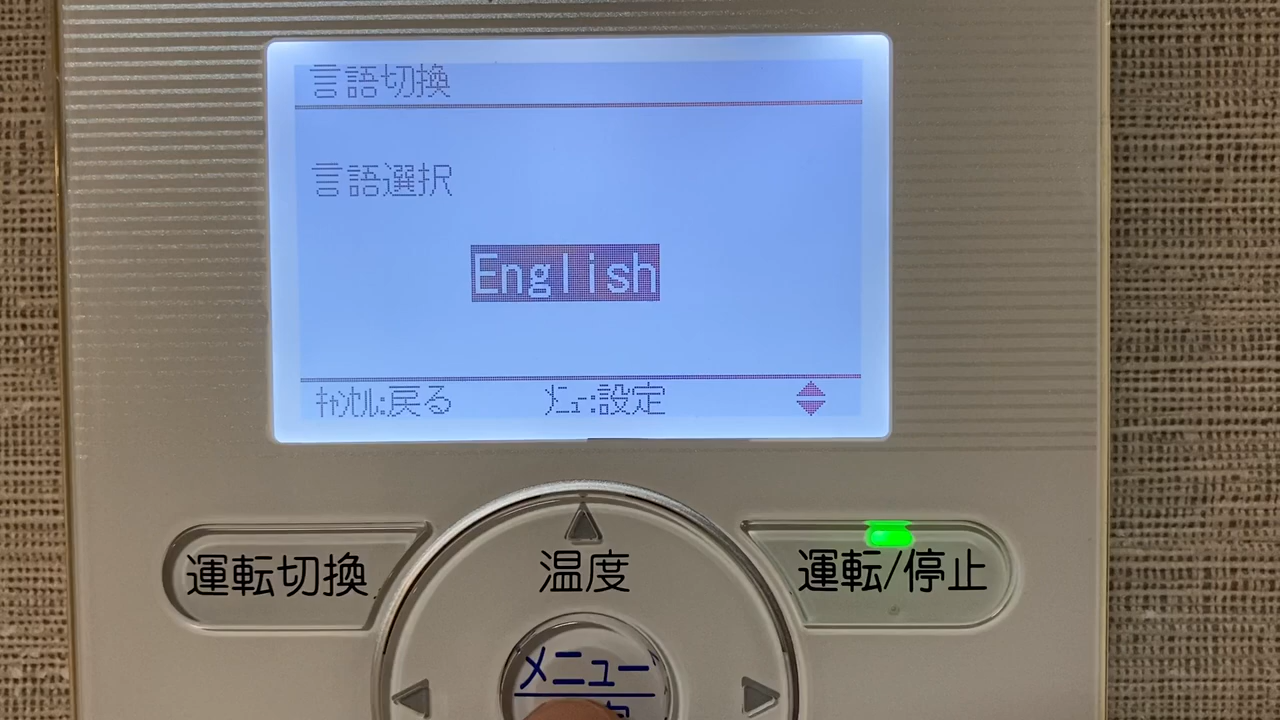 言語切換
言語選択
English
ｷｬﾝｾﾙ:戻る ﾒﾆｭｰ:設定
運転切換 温度 運転/停止
メニュー